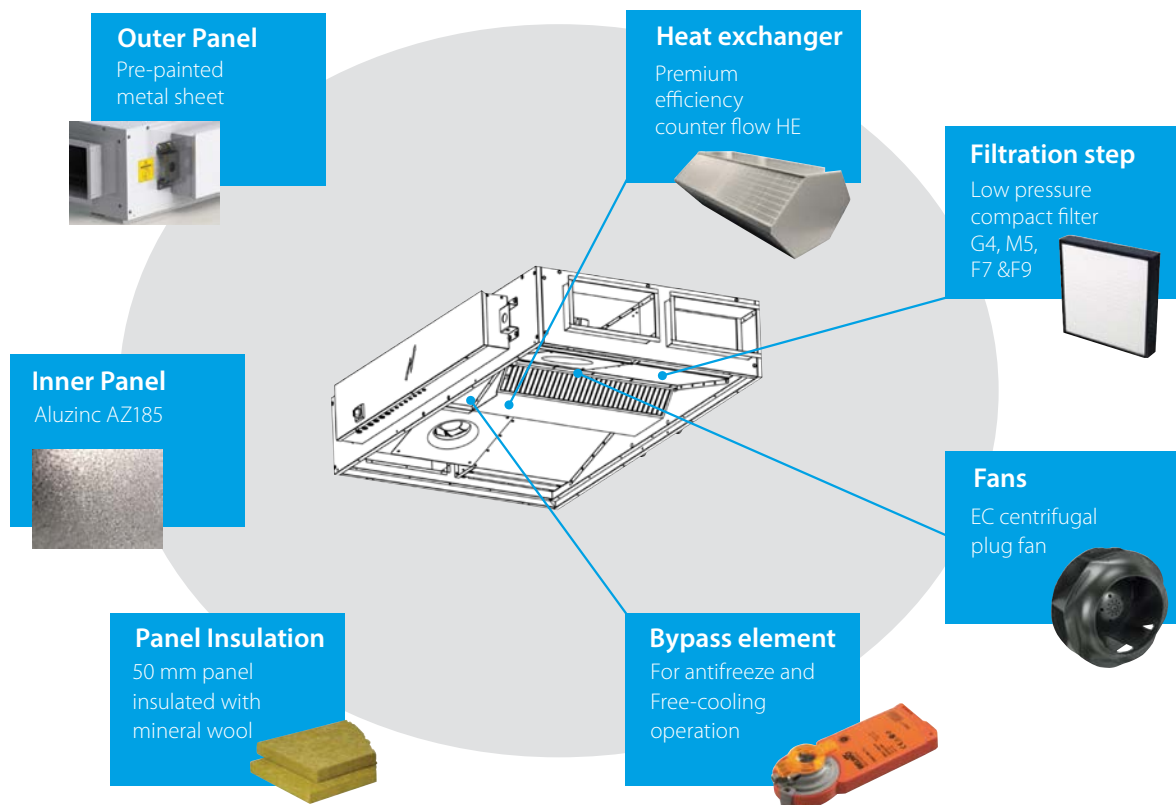 Outer Panel
Pre-painted
metal sheet
Heat exchanger
Premium
efficiency
counter flow HE
Filtration step
Low pressure
compact filter
G4, M5,
F7 &F9
Inner Panel
Aluzinc AZ185
Fans
EC centrifugal
plug fan
Panel Insulation
50 mm panel
insulated with
mineral wool
Bypass element
For antifreeze and
Free-cooling
operation